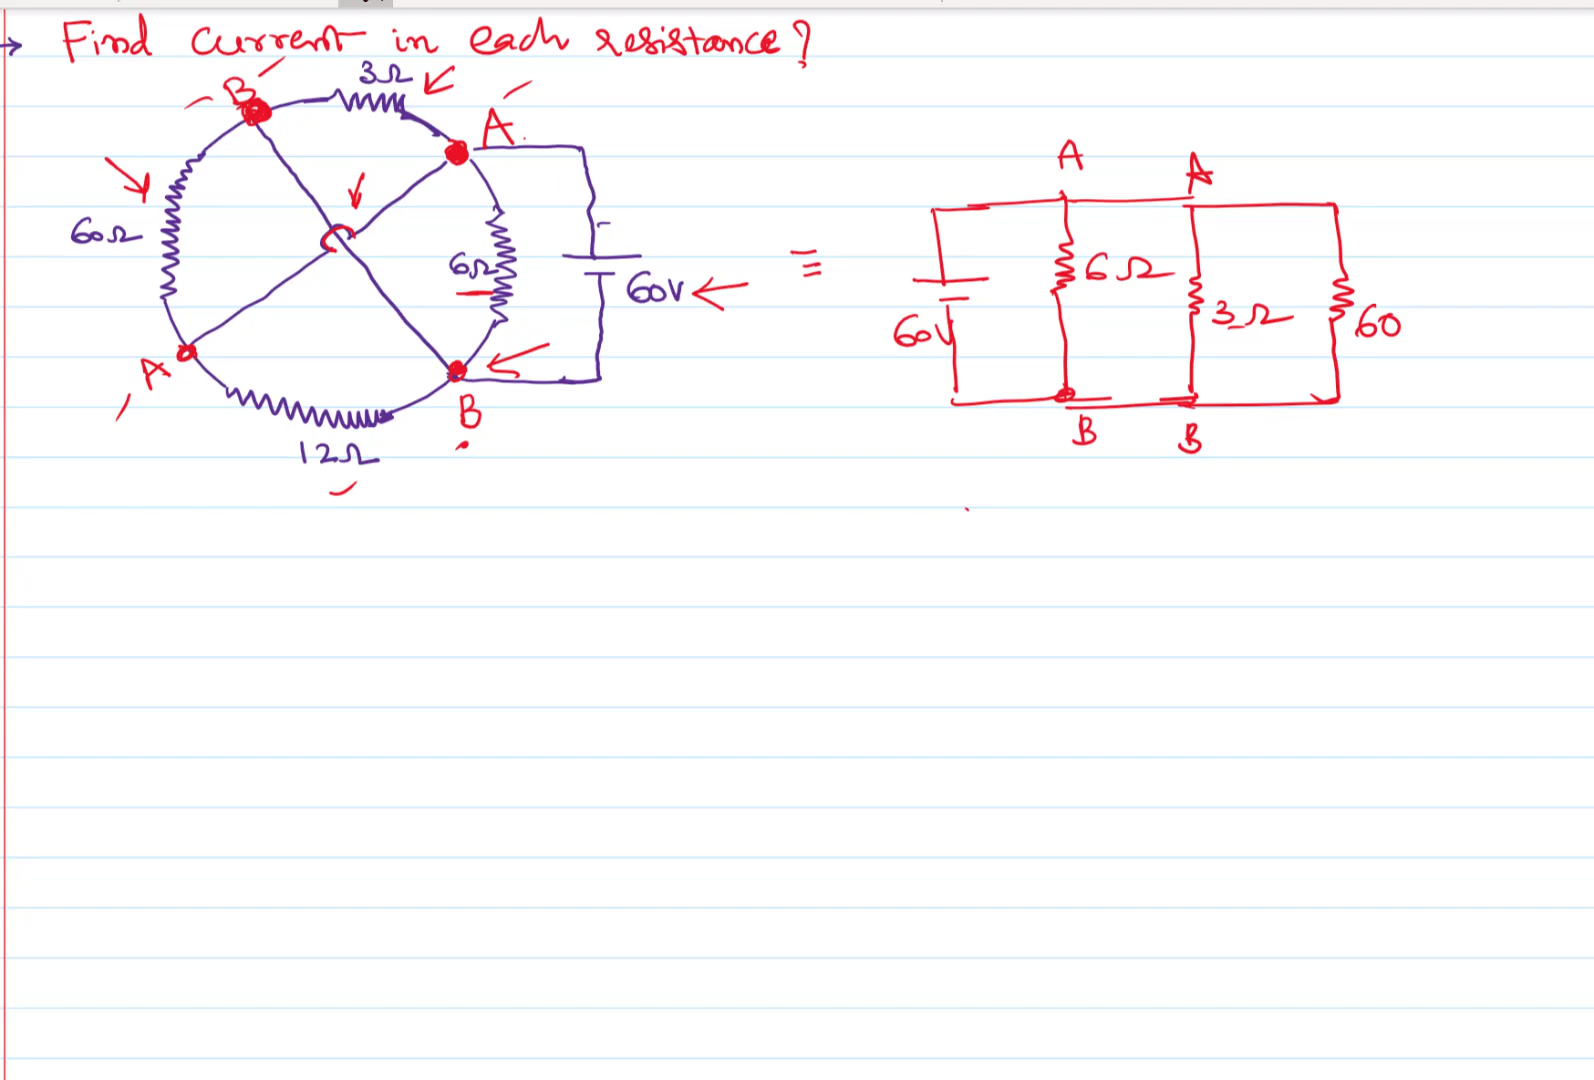 → Find current in each resistance?
B
3Ω
A
60Ω
6Ω
60V
A
B
12Ω
≡
A
A
60V
6Ω
3Ω
60
B
B